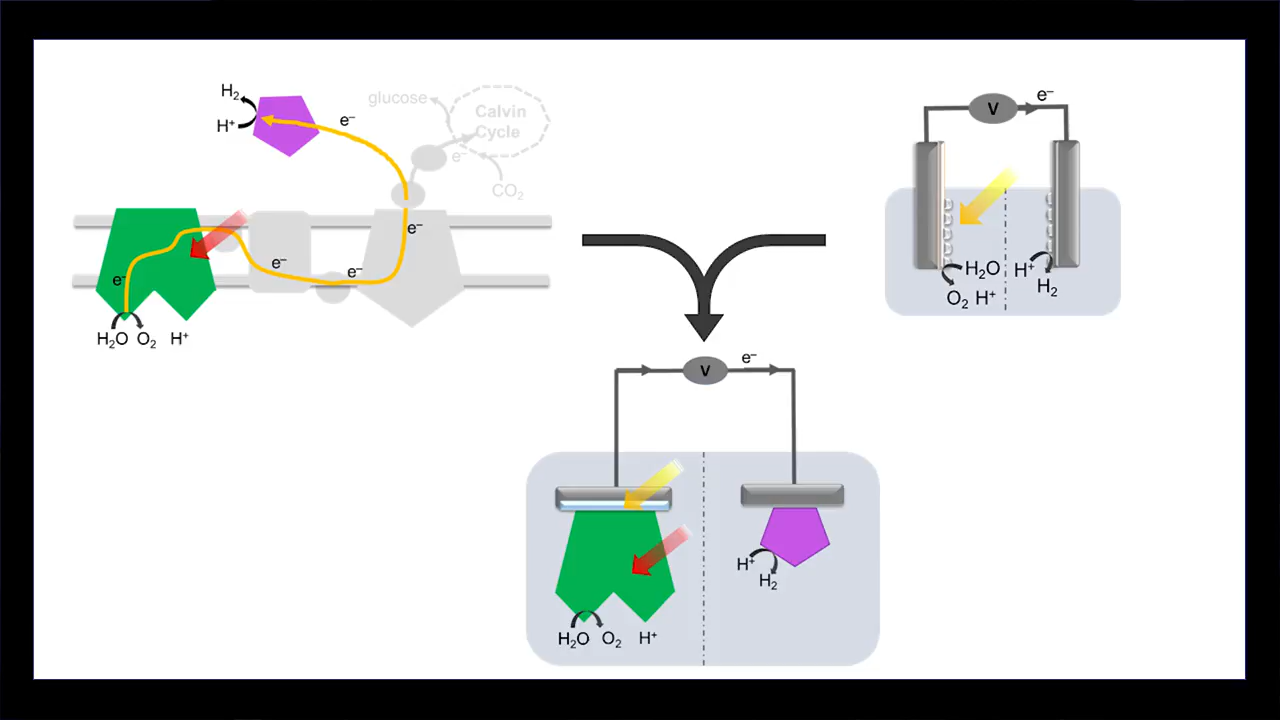 H₂
H⁺
e⁻
glucose
Calvin
Cycle
e⁻
CO₂
e⁻
e⁻
e⁻
e⁻
H₂O O₂ H⁺
V
e⁻
H₂O
O₂ H⁺
H⁺
H₂
V
e⁻
H⁺
H₂
H₂O O₂ H⁺